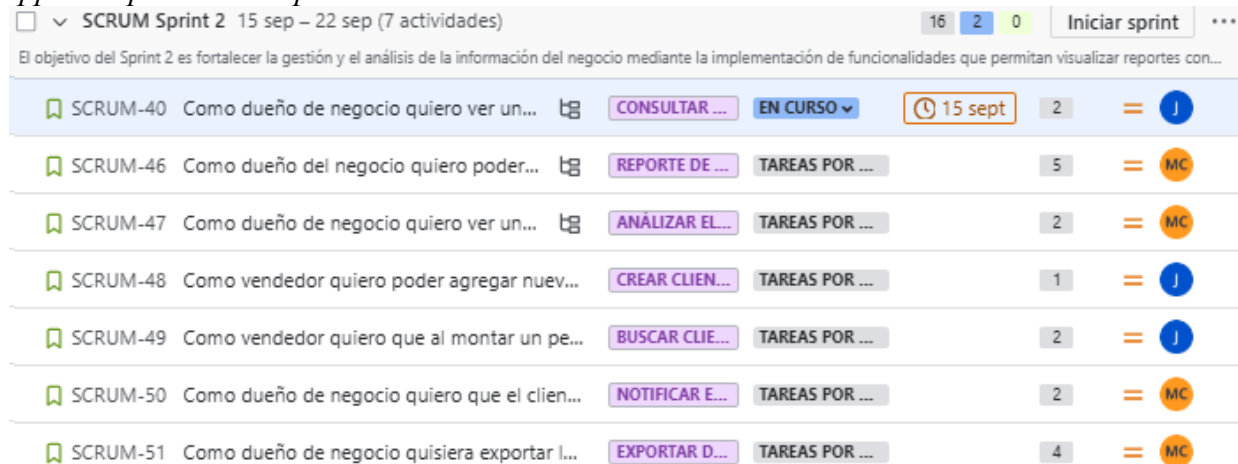 SCRUM Sprint 2 15 sep – 22 sep (7 actividades) 16 2 0 Iniciar sprint ...
El objetivo del Sprint 2 es fortalecer la gestión y el análisis de la información del negocio mediante la implementación de funcionalidades que permitan visualizar reportes con...
SCRUM-40 Como dueño de negocio quiero ver un... CONSULTAR ... EN CURSO 15 sept 2 J
SCRUM-46 Como dueño del negocio quiero poder... REPORTE DE ... TAREAS POR ... 5 MC
SCRUM-47 Como dueño de negocio quiero ver un... ANÁLIZAR EL... TAREAS POR ... 2 MC
SCRUM-48 Como vendedor quiero poder agregar nuev... CREAR CLIEN... TAREAS POR ... 1 J
SCRUM-49 Como vendedor quiero que al montar un pe... BUSCAR CLIE... TAREAS POR ... 2 J
SCRUM-50 Como dueño de negocio quiero que el clien... NOTIFICAR E... TAREAS POR ... 2 MC
SCRUM-51 Como dueño de negocio quisiera exportar l... EXPORTAR D... TAREAS POR ... 4 MC